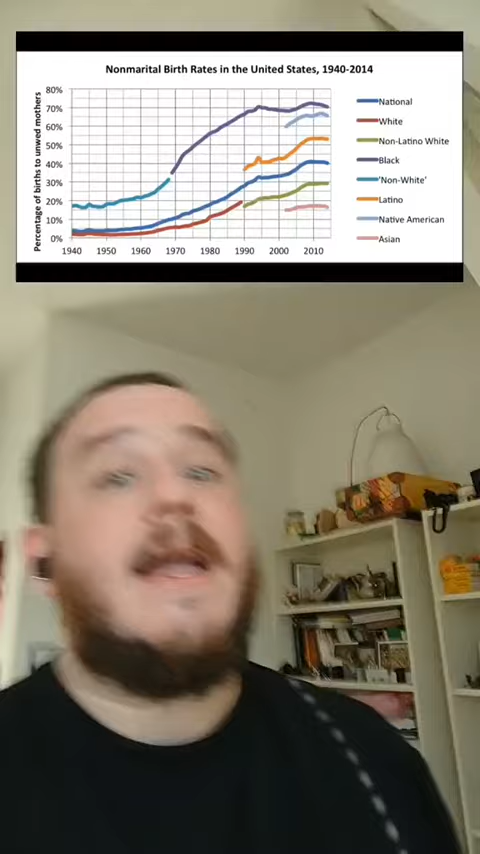 Nonmarital Birth Rates in the United States, 1940-2014
Percentage of births to unwed mothers
80%
70%
60%
50%
40%
30%
20%
10%
0%
1940 1950 1960 1970 1980 1990 2000 2010
National
White
Non-Latino White
Black
'Non-White'
Latino
Native American
Asian